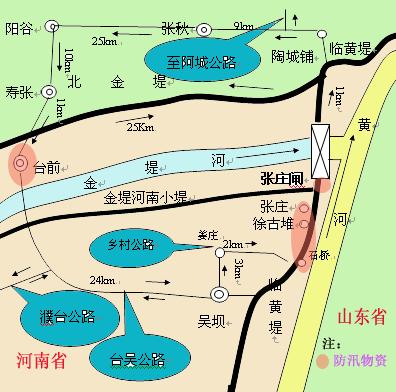 阳谷
张秋
9km
25km
至阿城公路
陶城铺
临黄堤
10km
寿张
北金堤
1km
11km
25Km
黄
台前
金堤河
张庄闸
金堤河南小堤
张庄
徐古堆
河
乡村公路
娄庄
2km
石桥
3km
24km
临黄堤
濮台公路
吴坝
山东省
河南省
台吴公路
注：
防汛物资